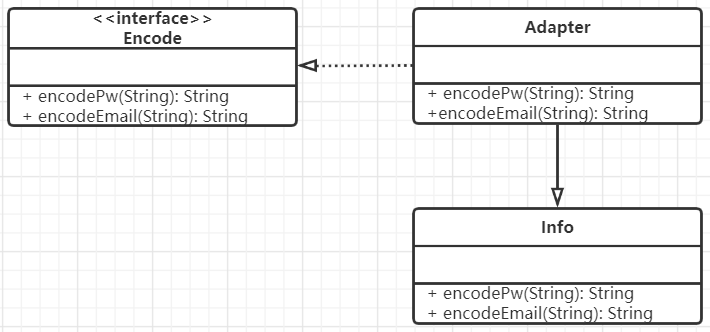 <<interface>>
Encode
+ encodePw(String): String
+ encodeEmail(String): String
Adapter
+ encodePw(String): String
+encodeEmail(String): String
Info
+ encodePw(String): String
+ encodeEmail(String): String